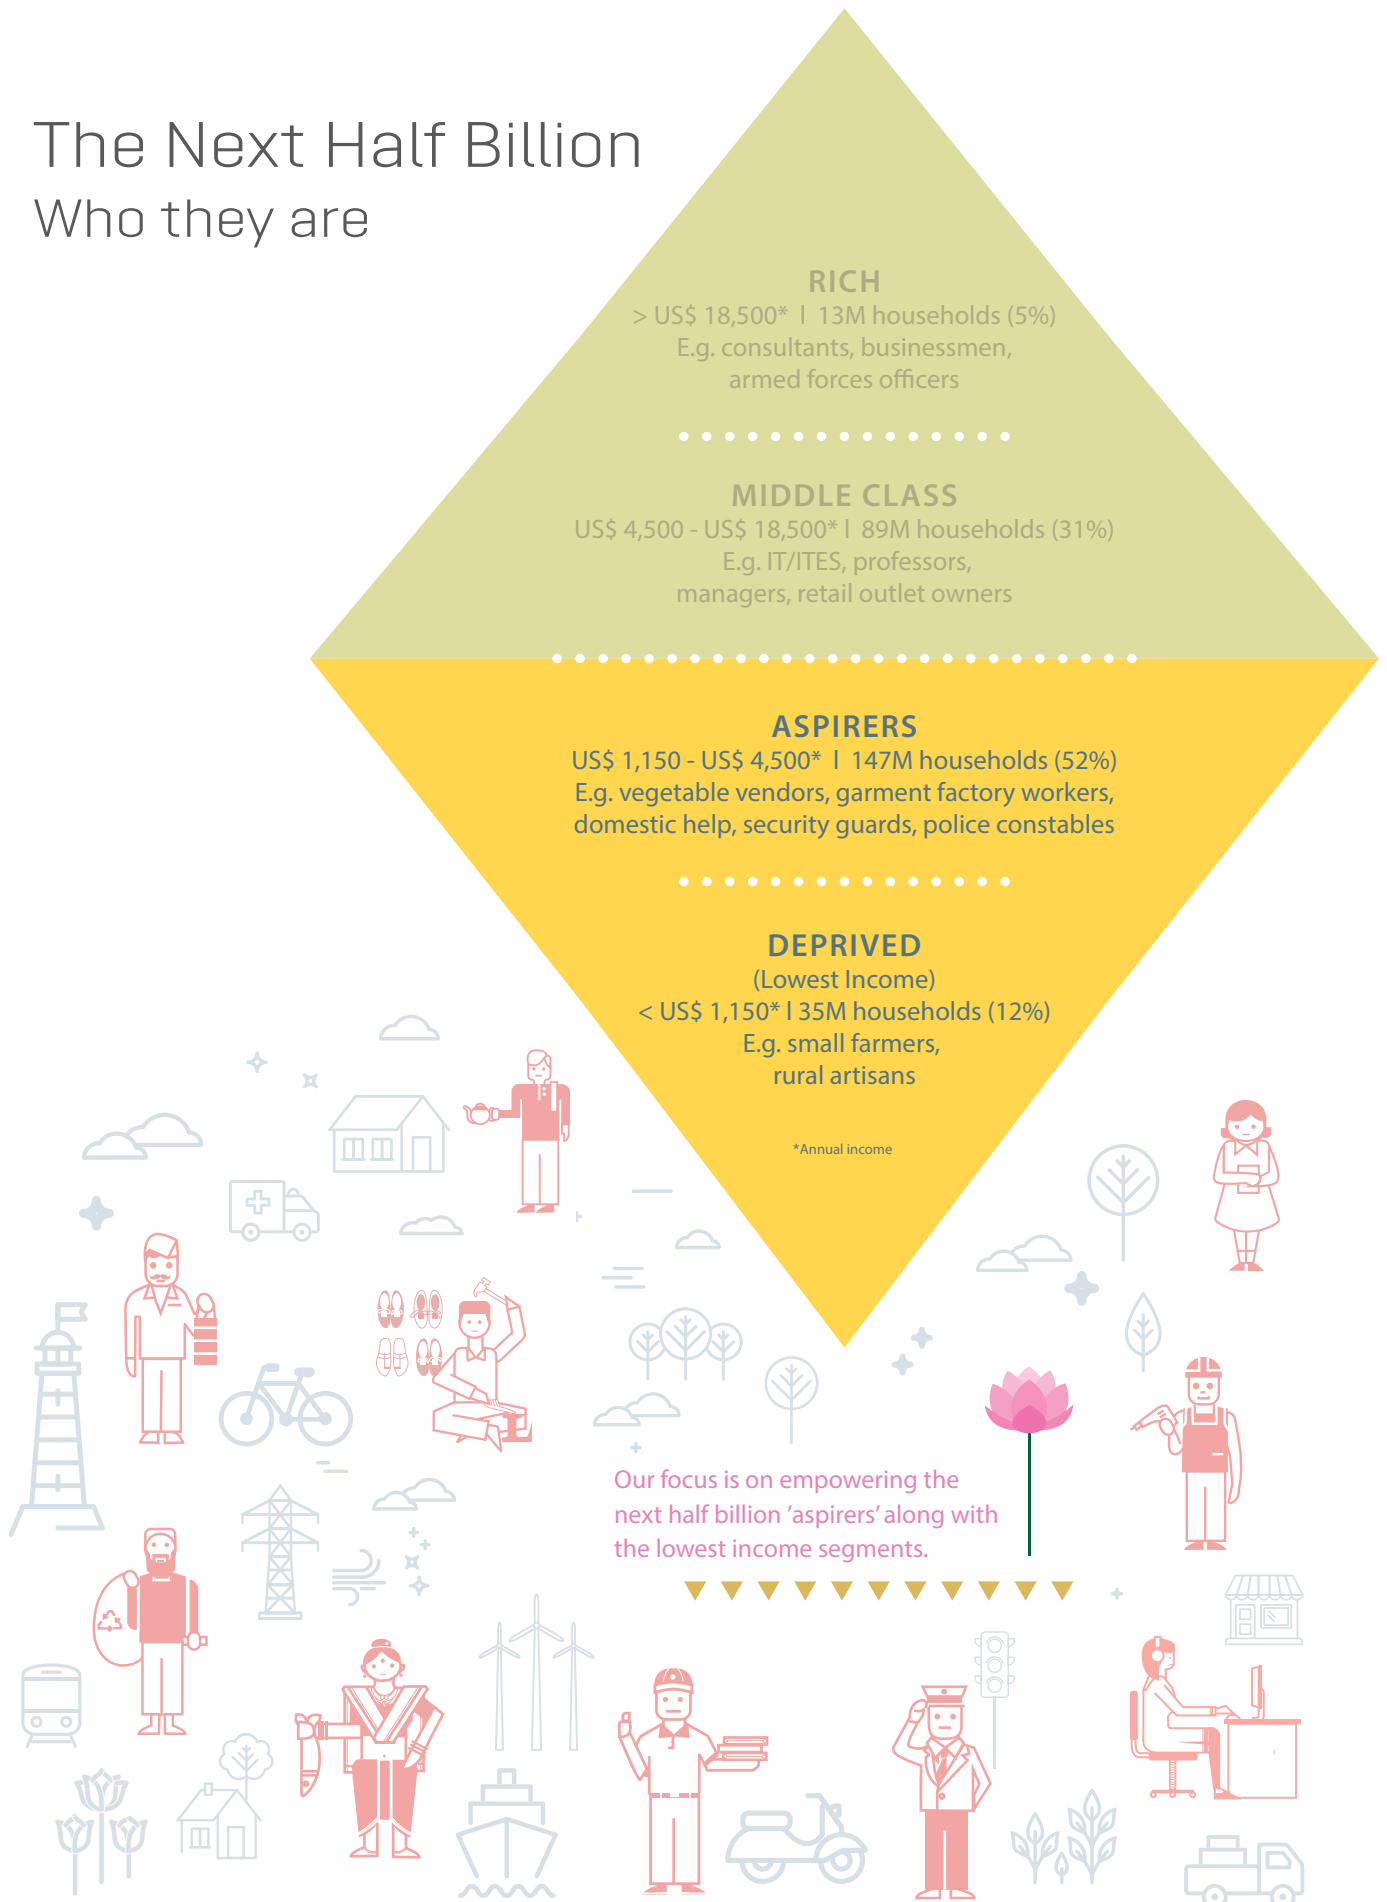 The Next Half Billion
Who they are
RICH
> US$ 18,500* | 13M households (5%)
E.g. consultants, businessmen,
armed forces officers
MIDDLE CLASS
US$ 4,500 - US$ 18,500* | 89M households (31%)
E.g. IT/ITES, professors,
managers, retail outlet owners
ASPIRERS
US$ 1,150 - US$ 4,500* | 147M households (52%)
E.g. vegetable vendors, garment factory workers,
domestic help, security guards, police constables
DEPRIVED
(Lowest Income)
< US$ 1,150* | 35M households (12%)
E.g. small farmers,
rural artisans
*Annual income
Our focus is on empowering the
next half billion ’aspirers’ along with
the lowest income segments.